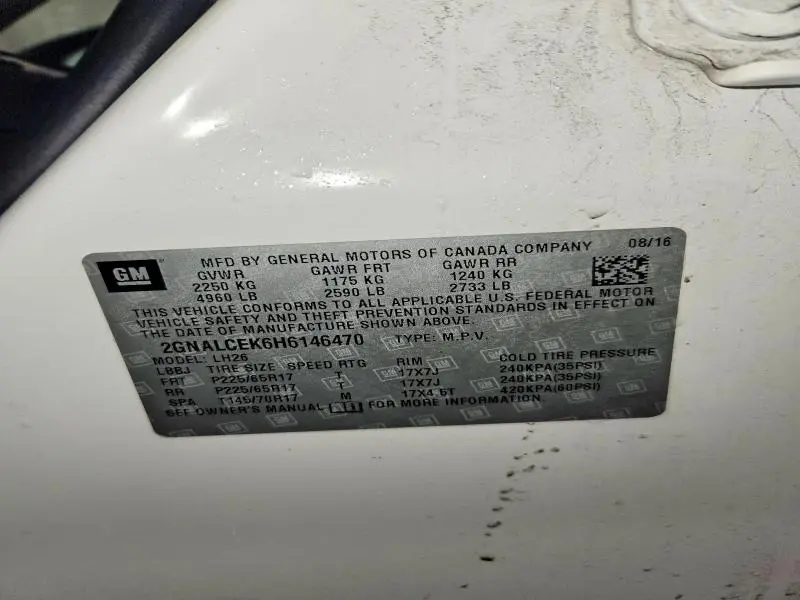 GM
MFD BY GENERAL MOTORS OF CANADA COMPANY 08/16
GVWR GAWR FRT GAWR RR
2250 KG 1175 KG 1240 KG
4960 LB 2590 LB 2733 LB
THIS VEHICLE CONFORMS TO ALL APPLICABLE U.S. FEDERAL MOTOR
VEHICLE SAFETY AND THEFT PREVENTION STANDARDS IN EFFECT ON
THE DATE OF MANUFACTURE SHOWN ABOVE.
2GNALCEK6H6146470 TYPE: M.P.V.
MODEL: LH26
LBBJ TIRE SIZE SPEED RTG RIM COLD TIRE PRESSURE
FRT P225/65R17 T 17X7J 240KPA(35PSI)
RR P225/65R17 T 17X7J 240KPA(35PSI)
SPA T145/70R17 M 17X4.5T 420KPA(60PSI)
SEE OWNER'S MANUAL FOR MORE INFORMATION